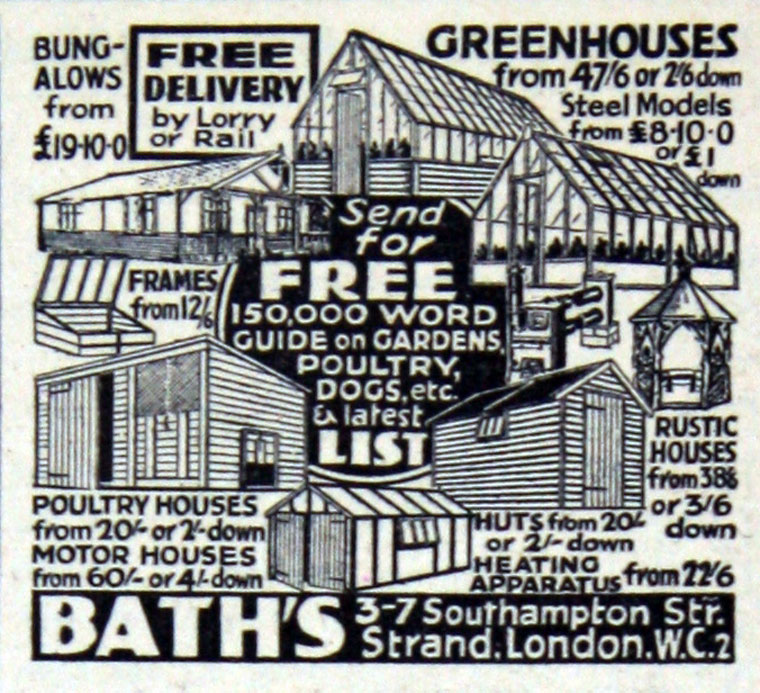 BUNG-
ALOWS
from
£19-10-0
FREE
DELIVERY
by Lorry
or Rail
GREENHOUSES
from 47/6 or 2/6 down
Steel Models
from £8-10-0
or £1
down
Send
for
FREE
150,000 WORD
GUIDE on GARDENS,
POULTRY,
DOGS, etc.
& latest
LIST
FRAMES
from 12/6
RUSTIC
HOUSES
from
or 3/6
down
POULTRY HOUSES
from 20/- or 2/- down
MOTOR HOUSES
from 60/- or 4/- down
HUTS from 20/-
or 2/- down
HEATING
APPARATUS from 22/6
BATH'S
3-7 Southampton Str.
Strand, London, W.C.2